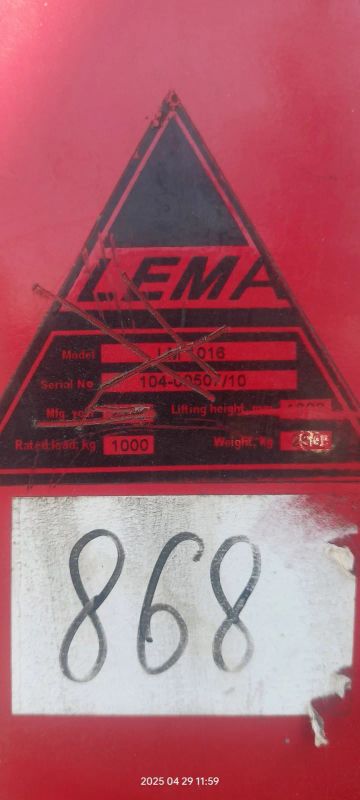 LEMA
Model
Serial No 104-00507/10
Mfg. year Lifting height, mm
Rated load, kg 1000 Weight, kg
868
2025 04 29 11:59